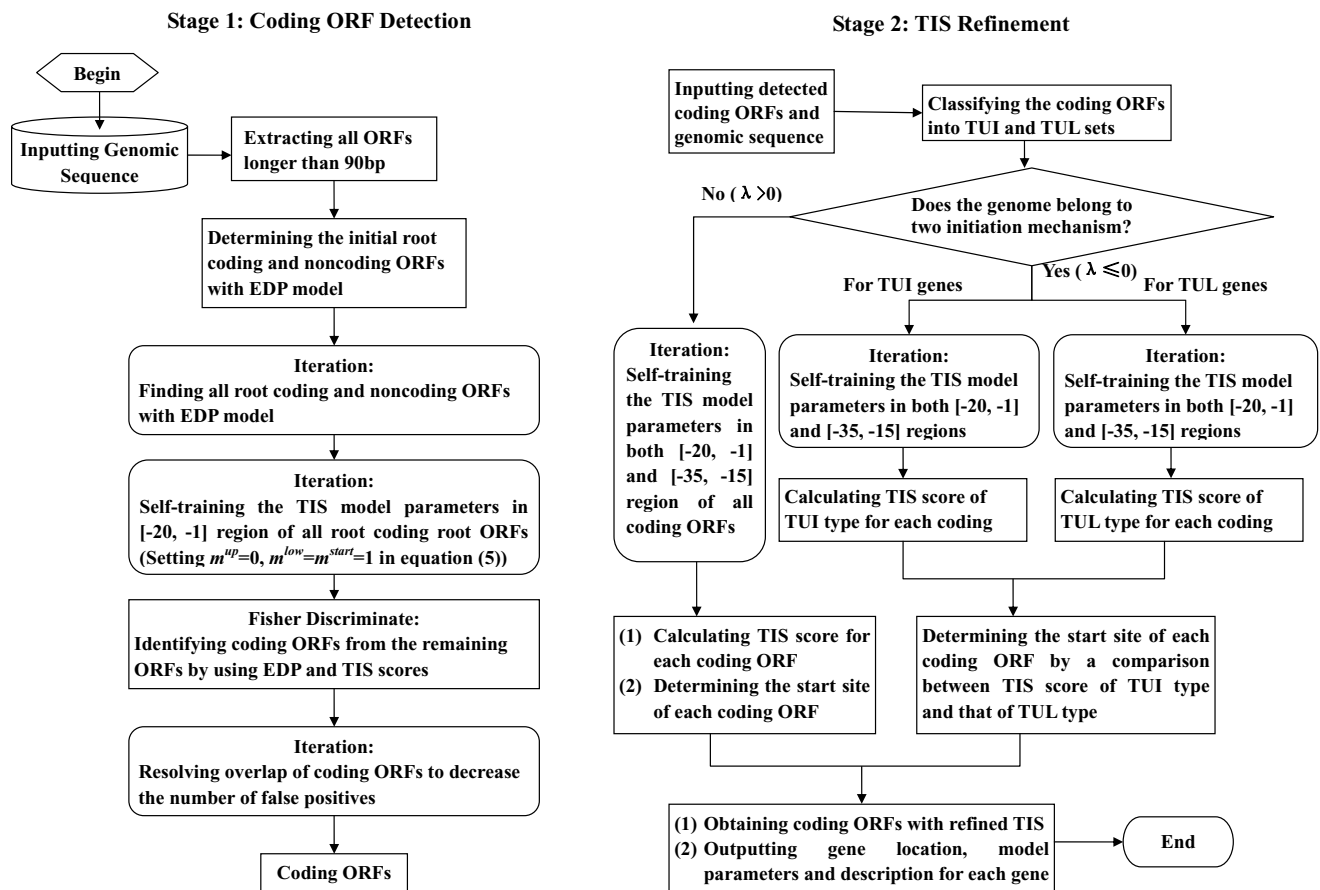 Stage 1: Coding ORF Detection
Begin
Inputting Genomic
Sequence
Extracting all ORFs
longer than 90bp
Determining the initial root
coding and noncoding ORFs
with EDP model
Iteration:
Finding all root coding and noncoding ORFs
with EDP model
Iteration:
Self-training the TIS model parameters in
[-20, -1] region of all root coding root ORFs
(Setting m^up=0, m^low=m^start=1 in equation (5))
Fisher Discriminate:
Identifying coding ORFs from the remaining
ORFs by using EDP and TIS scores
Iteration:
Resolving overlap of coding ORFs to decrease
the number of false positives
Coding ORFs
Stage 2: TIS Refinement
Inputting detected
coding ORFs and
genomic sequence
Classifying the coding ORFs
into TUI and TUL sets
Does the genome belong to
two initiation mechanism?
No ( λ >0)
Yes ( λ ≤0)
For TUI genes
For TUL genes
Iteration:
Self-training
the TIS model
parameters in
both [-20, -1]
and [-35, -15]
region of all
coding ORFs
Iteration:
Self-training the TIS model
parameters in both [-20, -1]
and [-35, -15] regions
Iteration:
Self-training the TIS model
parameters in both [-20, -1]
and [-35, -15] regions
Calculating TIS score of
TUI type for each coding
Calculating TIS score of
TUL type for each coding
(1) Calculating TIS score for
each coding ORF
(2) Determining the start site
of each coding ORF
Determining the start site of each
coding ORF by a comparison
between TIS score of TUI type
and that of TUL type
(1) Obtaining coding ORFs with refined TIS
(2) Outputting gene location, model
parameters and description for each gene
End